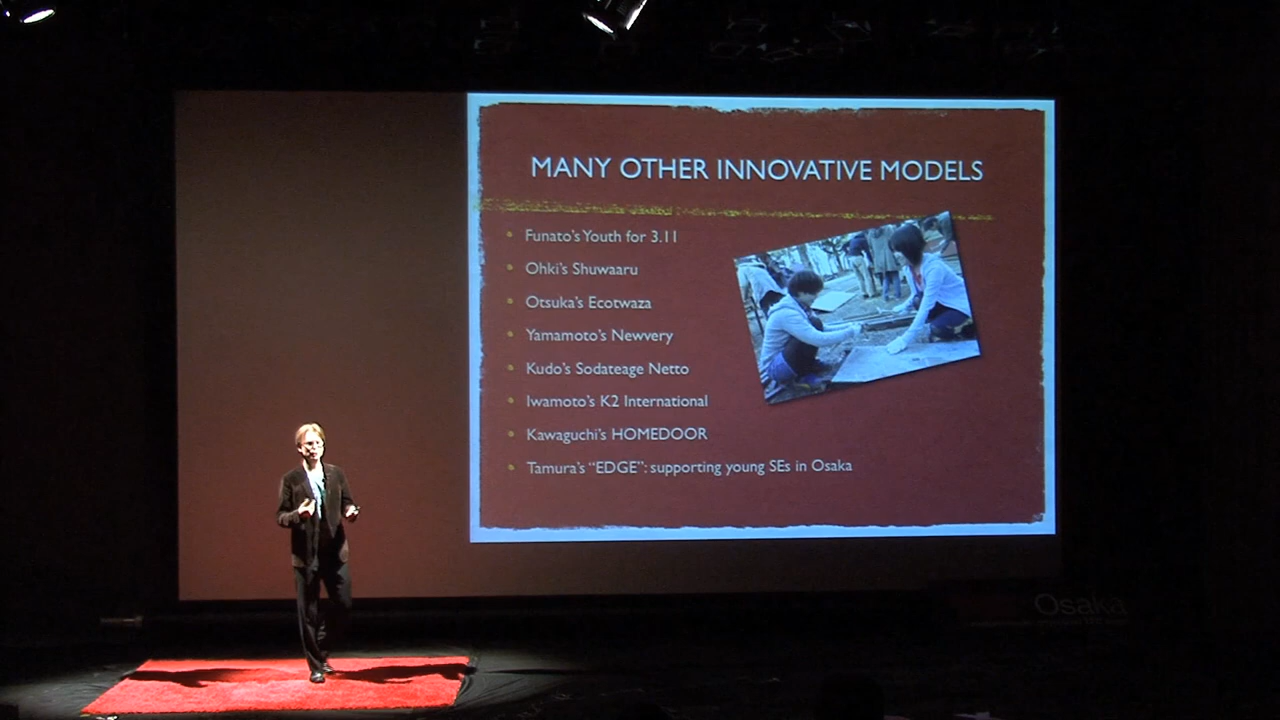 MANY OTHER INNOVATIVE MODELS
• Funato's Youth for 3.11
• Ohki's Shuwaaru
• Otsuka's Ecotwaza
• Yamamoto's Newvery
• Kudo's Sodateage Netto
• Iwamoto's K2 International
• Kawaguchi's HOMEDOOR
• Tamura's “EDGE”: supporting young SEs in Osaka
Osaka